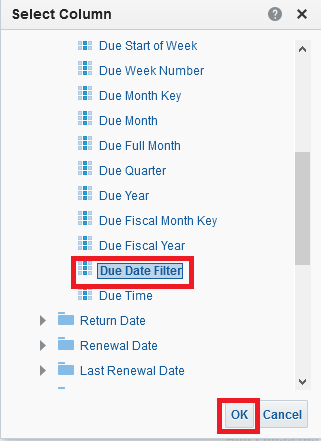 Select Column
Due Start of Week
Due Week Number
Due Month Key
Due Month
Due Full Month
Due Quarter
Due Year
Due Fiscal Month Key
Due Fiscal Year
Due Date Filter
Due Time
Return Date
Renewal Date
Last Renewal Date
OK Cancel